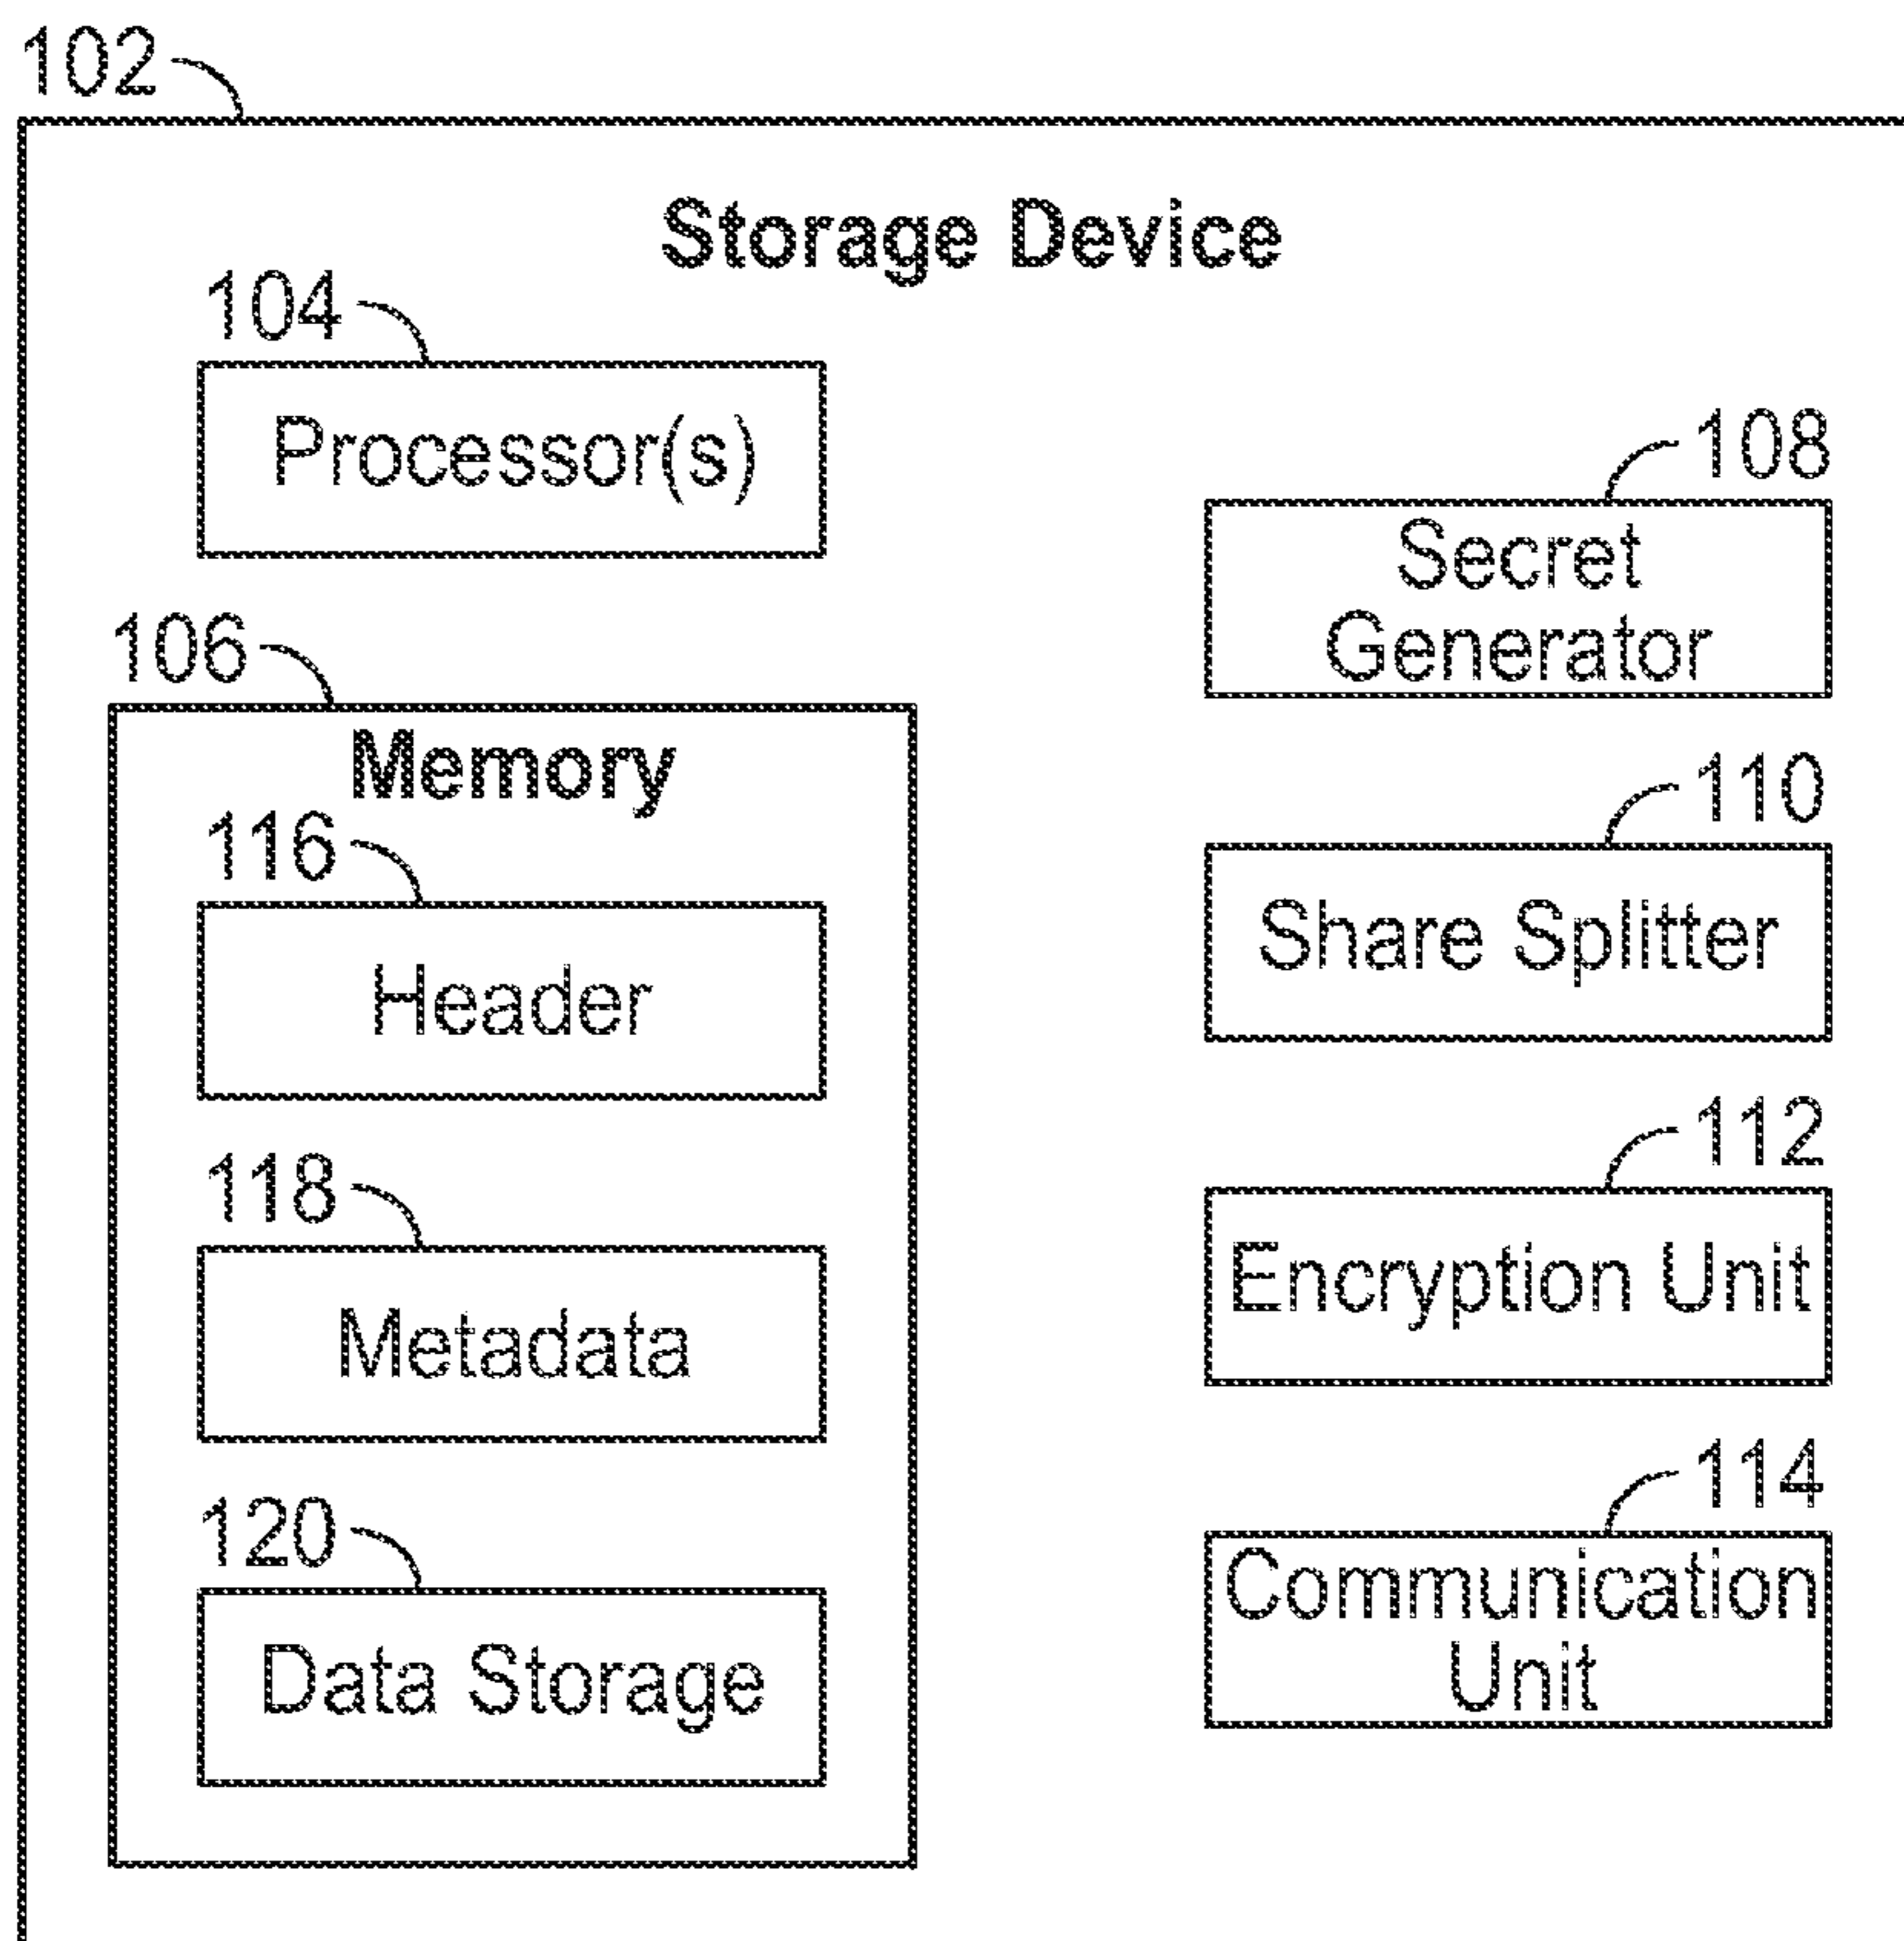 102
Storage Device
104
Processor(s)
106
Memory
116
Header
118
Metadata
120
Data Storage
108
Secret
Generator
110
Share Splitter
112
Encryption Unit
114
Communication
Unit